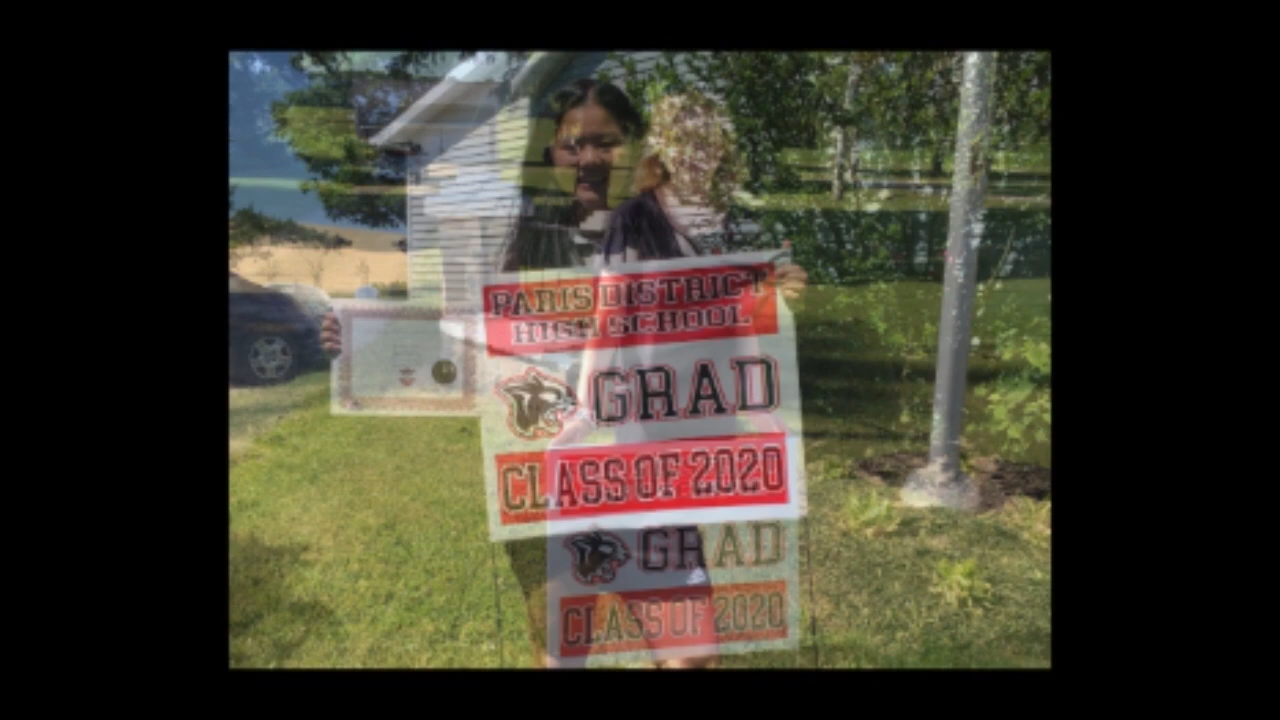 PARIS DISTRICT
HIGH SCHOOL
GRAD
CLASS OF 2020
GRAD
CLASS OF 2020